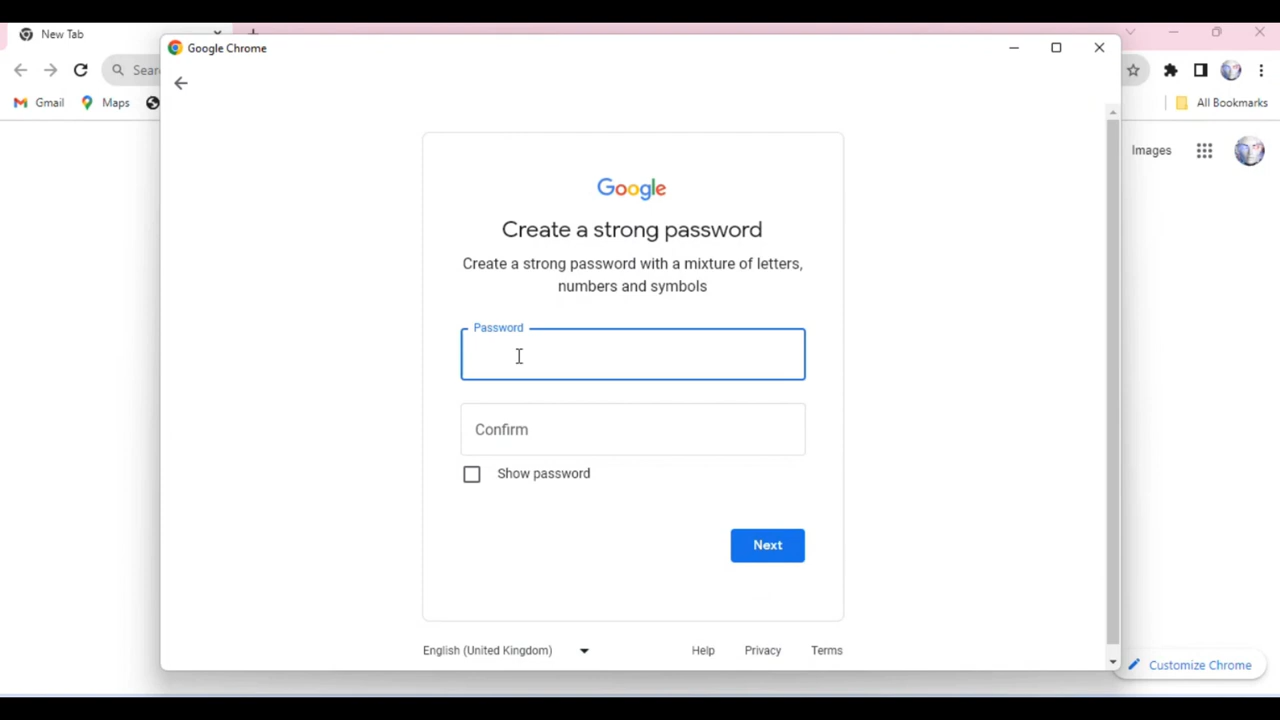 New Tab
Google Chrome
Sear
Gmail
Maps
All Bookmarks
Images
Google
Create a strong password
Create a strong password with a mixture of letters,
numbers and symbols
Password
Confirm
Show password
Next
English (United Kingdom)
Help
Privacy
Terms
Customize Chrome